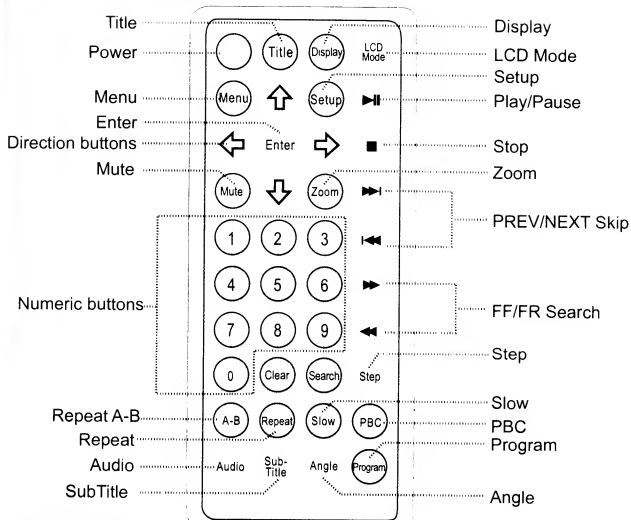 Title
Power
Menu
Enter
Direction buttons
Mute
Numeric buttons
Repeat A-B
Repeat
Audio
SubTitle
Title
Display
LCD
Mode
Menu
Setup
Enter
Mute
Zoom
1 2 3
4 5 6
7 8 9
0 Clear Search Step
A-B Repeat Slow PBC
Audio
Sub-
Title
Angle
Program
Display
LCD Mode
Setup
Play/Pause
Stop
Zoom
PREV/NEXT Skip
FF/FR Search
Step
Slow
PBC
Program
Angle